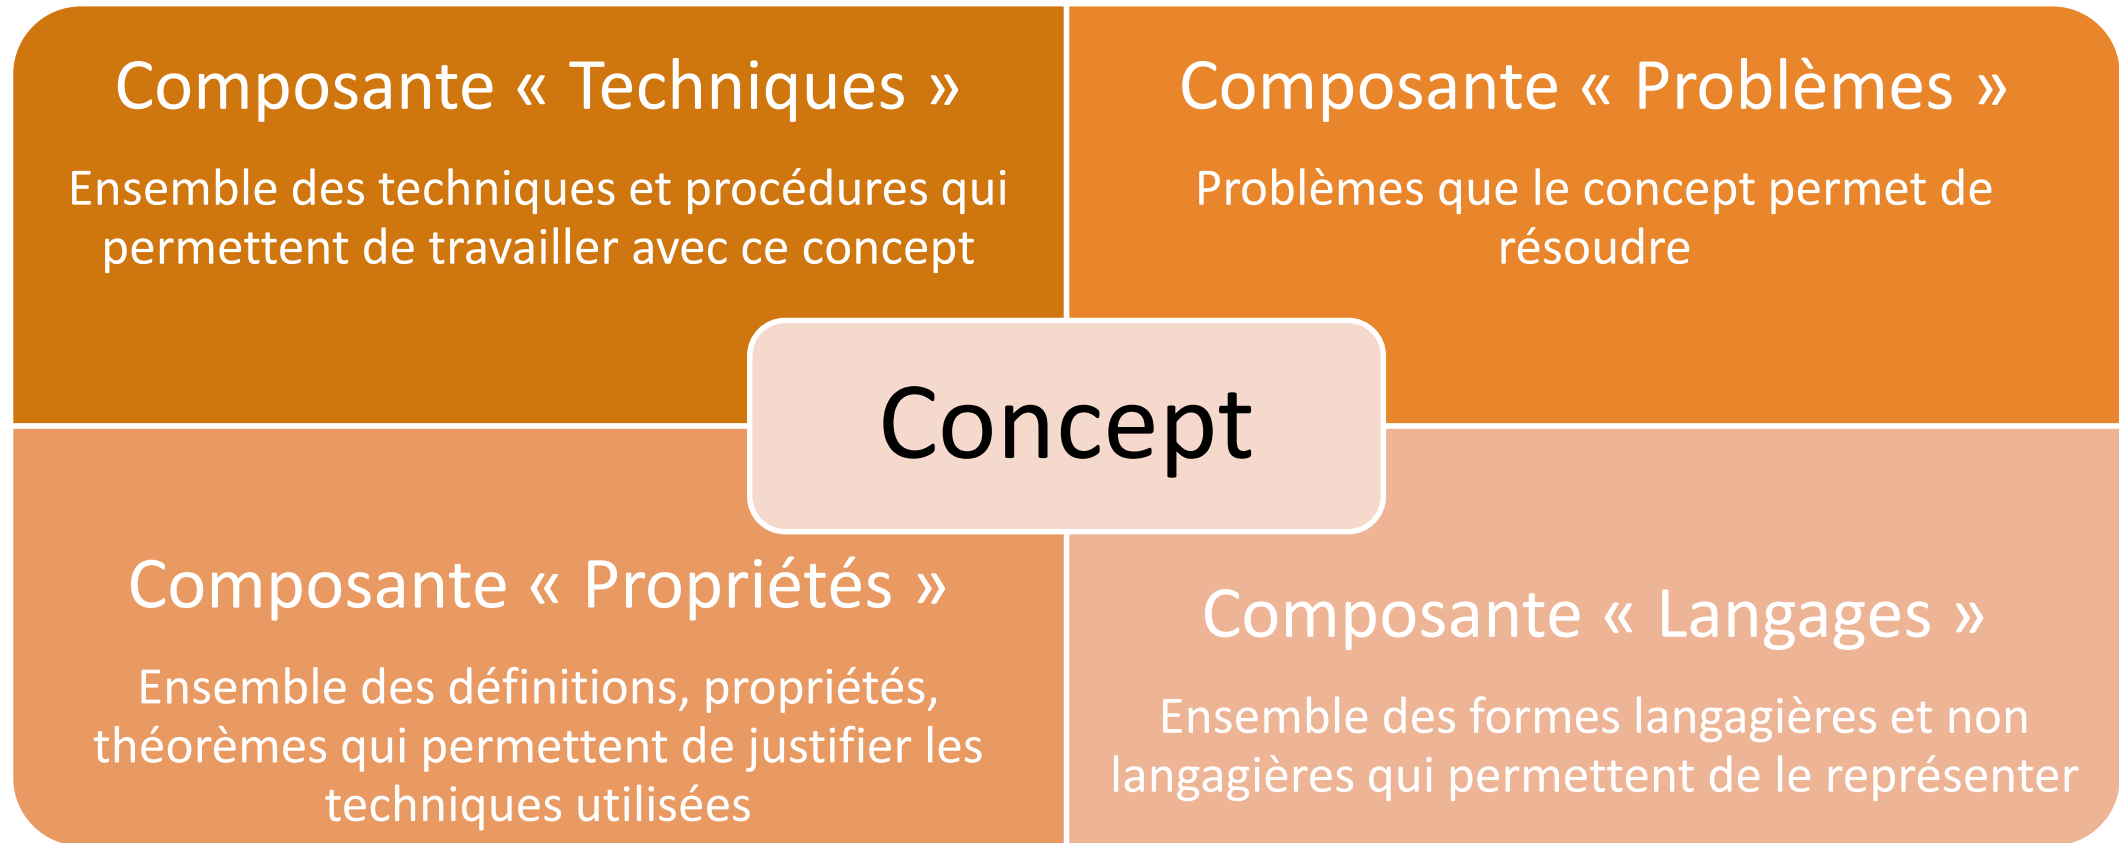 Composante « Techniques »
Ensemble des techniques et procédures qui
permettent de travailler avec ce concept
Composante « Problèmes »
Problèmes que le concept permet de
résoudre
Concept
Composante « Propriétés »
Ensemble des définitions, propriétés,
théorèmes qui permettent de justifier les
techniques utilisées
Composante « Langages »
Ensemble des formes langagières et non
langagières qui permettent de le représenter